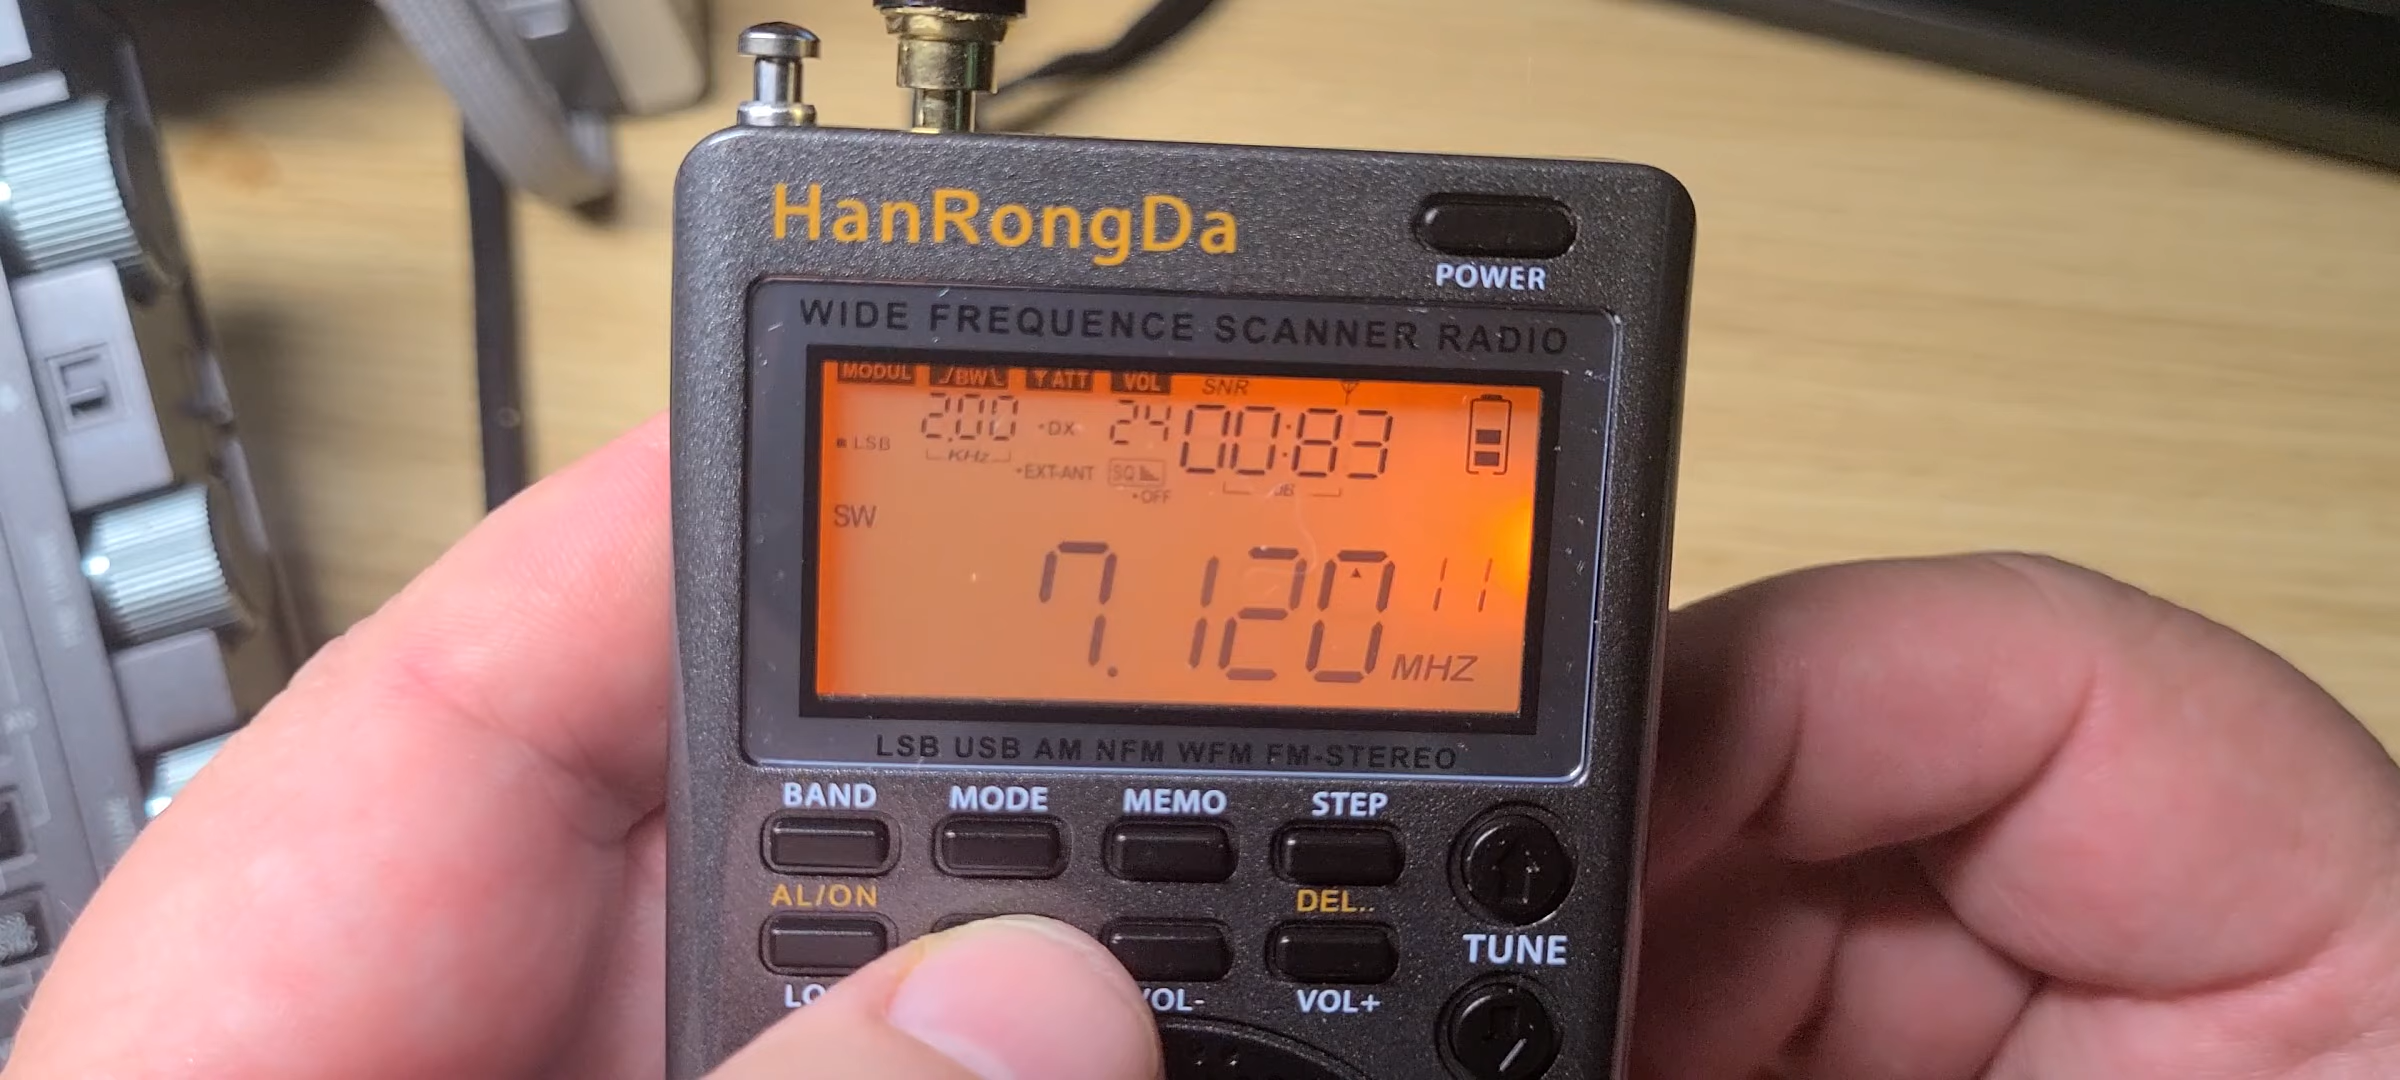 HanRongDa
POWER
WIDE FREQUENCE SCANNER RADIO
MODUL BW ATT VOL SNR
LSB 2.00 DX 24 00:83
KHz EXT-ANT SQ dB
OFF
SW
7.120 11
MHZ
LSB USB AM NFM WFM FM-STEREO
BAND MODE MEMO STEP
AL/ON DEL..
TUNE
VOL- VOL+
L1